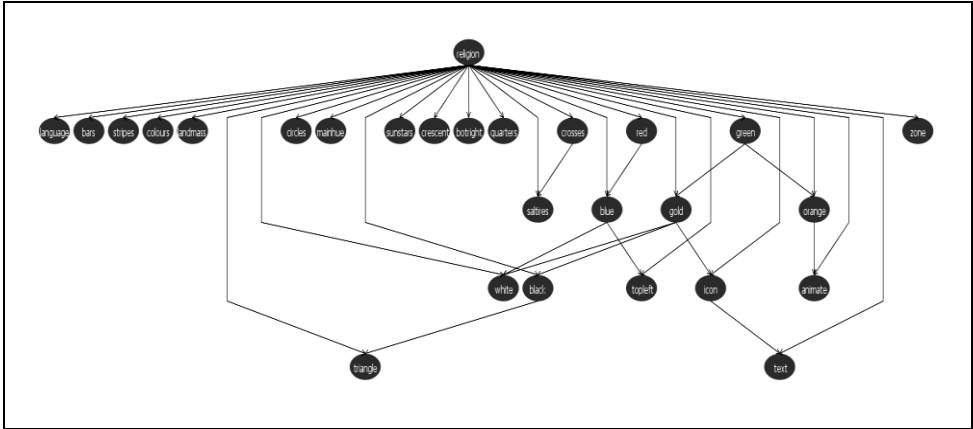 religion
language bars stripes colours landmass circles mainhue sunstars crescent botright quarters crosses red green zone
saltires blue gold orange
white black topleft icon animate
triangle text